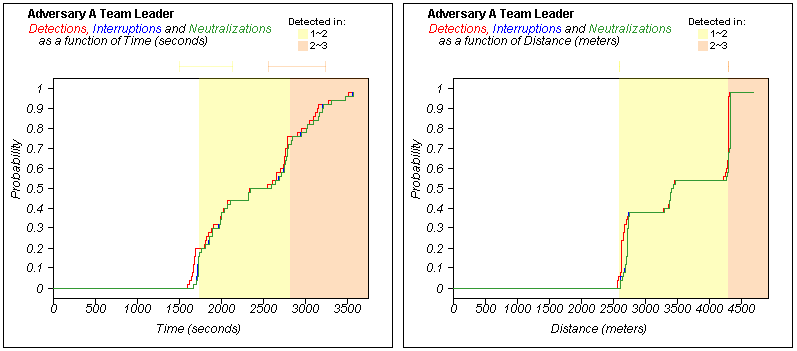 Adversary A Team Leader
Detections, Interruptions and Neutralizations
as a function of Time (seconds)
Detected in:
1~2
2~3
Probability
1
0.9
0.8
0.7
0.6
0.5
0.4
0.3
0.2
0.1
0
0 500 1000 1500 2000 2500 3000 3500
Time (seconds)
Adversary A Team Leader
Detections, Interruptions and Neutralizations
as a function of Distance (meters)
Detected in:
1~2
2~3
Probability
1
0.9
0.8
0.7
0.6
0.5
0.4
0.3
0.2
0.1
0
0 500 1000 1500 2000 2500 3000 3500 4000 4500
Distance (meters)